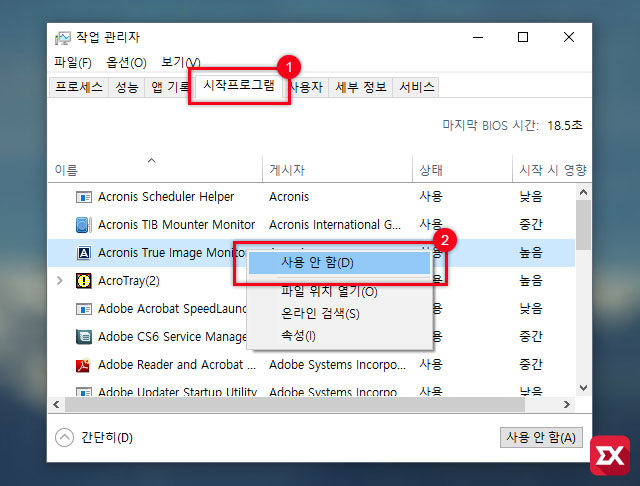 작업 관리자
파일(F) 옵션(O) 보기(V)
1
프로세스 성능 앱 기록 시작프로그램 사용자 세부 정보 서비스
마지막 BIOS 시간: 18.5초
이름 게시자 상태 시작 시 영향
Acronis Scheduler Helper Acronis 사용 낮음
Acronis TIB Mounter Monitor Acronis International G... 사용 중간
2
Acronis True Image Monito 높음
사용 안 함(D)
AcroTray(2) 사용 높음
파일 위치 열기(O)
Adobe Acrobat SpeedLaunc 사용 낮음
온라인 검색(S)
Adobe CS6 Service Manage 사용 중간
속성(I)
Adobe Reader and Acrobat ... Adobe Systems Incorpo... 사용 중간
Adobe Updater Startup Utility Adobe Systems Incorpo... 사용 낮음
간단히(D) 사용 안 함(A)